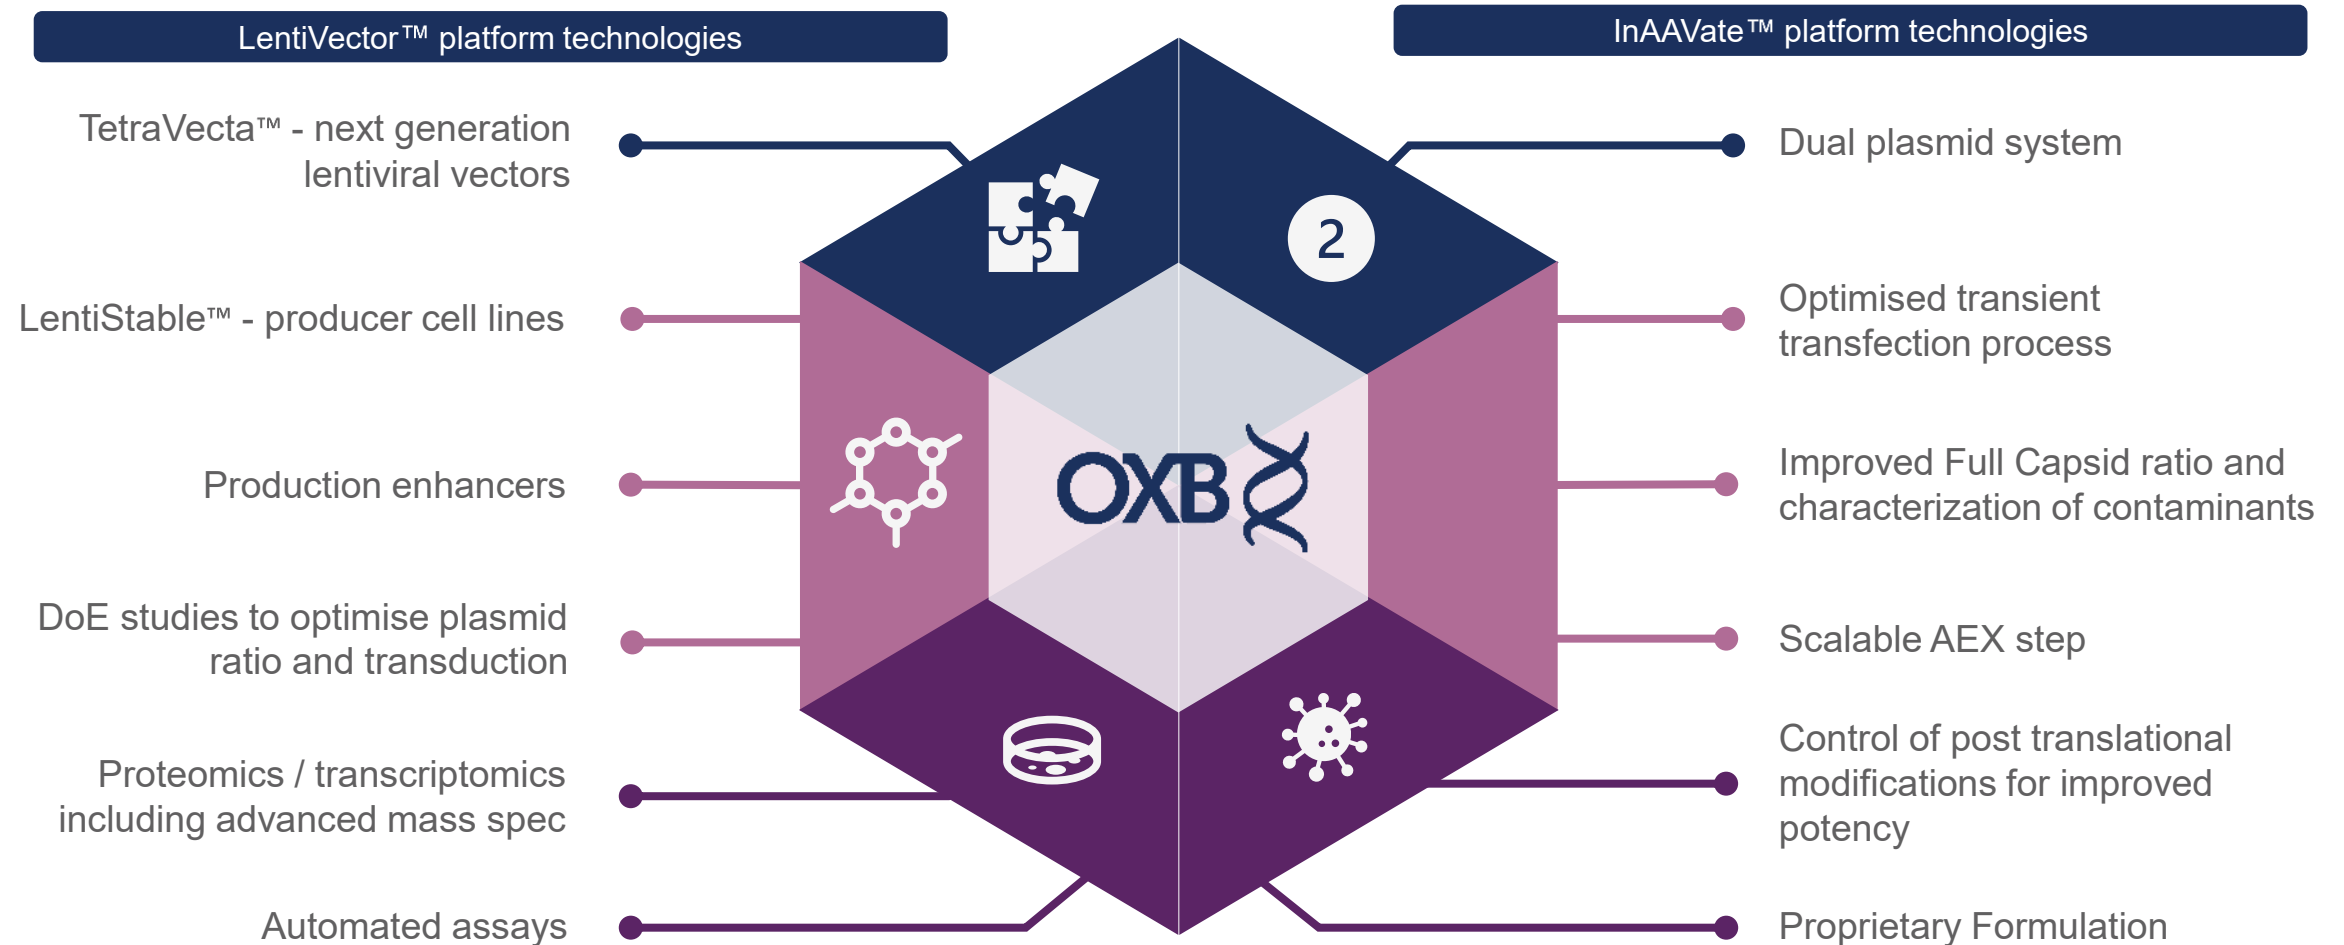 LentiVector™ platform technologies
InAAVate™ platform technologies
TetraVecta™ - next generation
lentiviral vectors
LentiStable™ - producer cell lines
Production enhancers
DoE studies to optimise plasmid
ratio and transduction
Proteomics / transcriptomics
including advanced mass spec
Automated assays
2
OXB
Dual plasmid system
Optimised transient
transfection process
Improved Full Capsid ratio and
characterization of contaminants
Scalable AEX step
Control of post translational
modifications for improved
potency
Proprietary Formulation